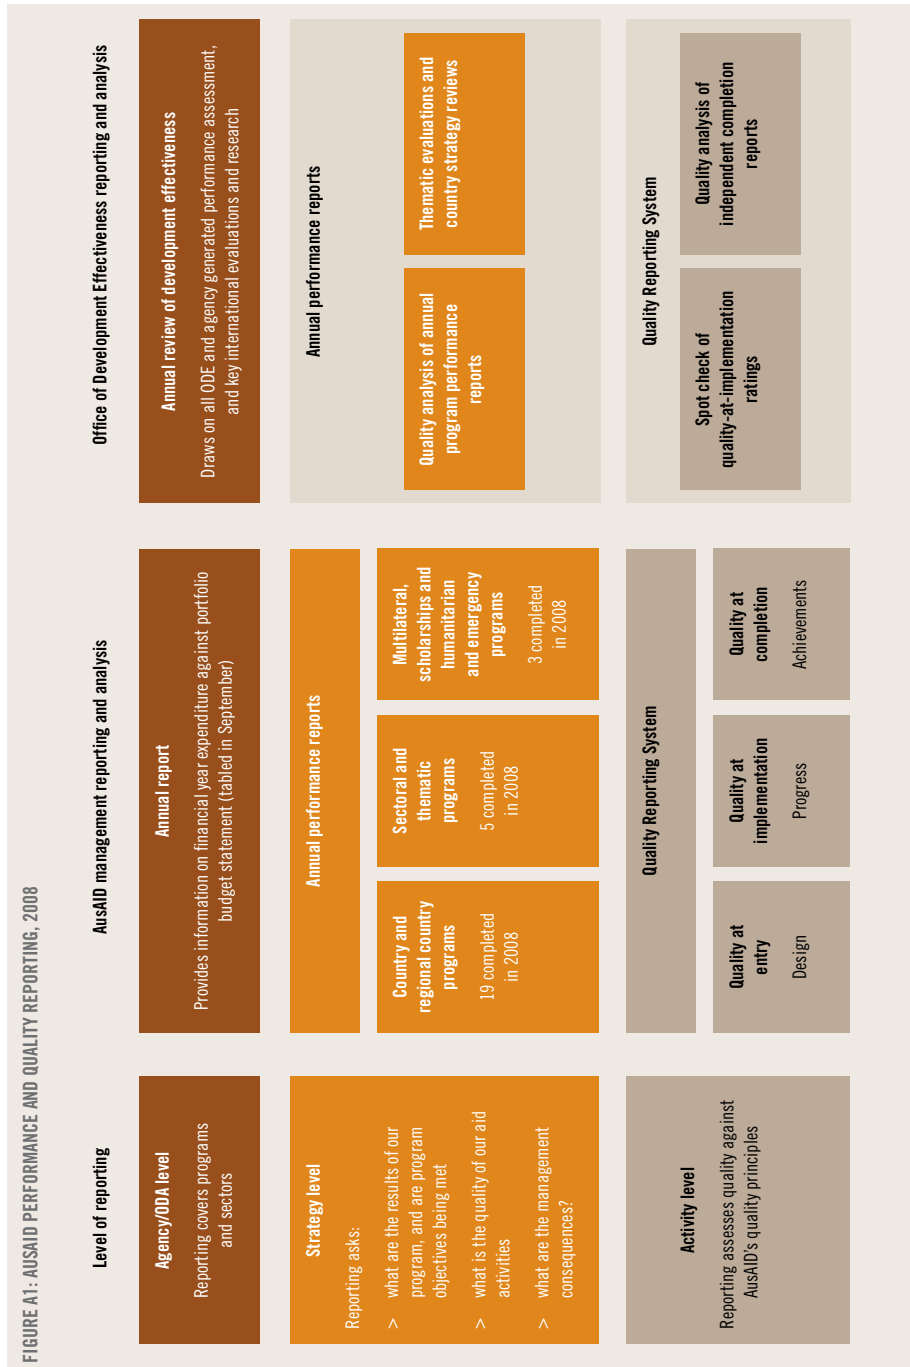 FIGURE A1: AUSAID PERFORMANCE AND QUALITY REPORTING, 2008
Level of reporting
AusAID management reporting and analysis
Office of Development Effectiveness reporting and analysis
Agency/ODA level
Reporting covers programs
and sectors
Annual report
Provides information on financial year expenditure against portfolio
budget statement (tabled in September)
Annual review of development effectiveness
Draws on all ODE and agency generated performance assessment,
and key international evaluations and research
Strategy level
Reporting asks:
> what are the results of our
program, and are program
objectives being met
> what is the quality of our aid
activities
> what are the management
consequences?
Annual performance reports
Country and
regional country
programs
19 completed
in 2008
Sectoral and
thematic
programs
5 completed
in 2008
Multilateral,
scholarships and
humanitarian
and emergency
programs
3 completed
in 2008
Annual performance reports
Quality analysis of annual
program performance
reports
Thematic evaluations and
country strategy reviews
Activity level
Reporting assesses quality against
AusAID's quality principles
Quality Reporting System
Quality at
entry
Design
Quality at
implementation
Progress
Quality at
completion
Achievements
Quality Reporting System
Spot check of
quality-at-implementation
ratings
Quality analysis of
independent completion
reports